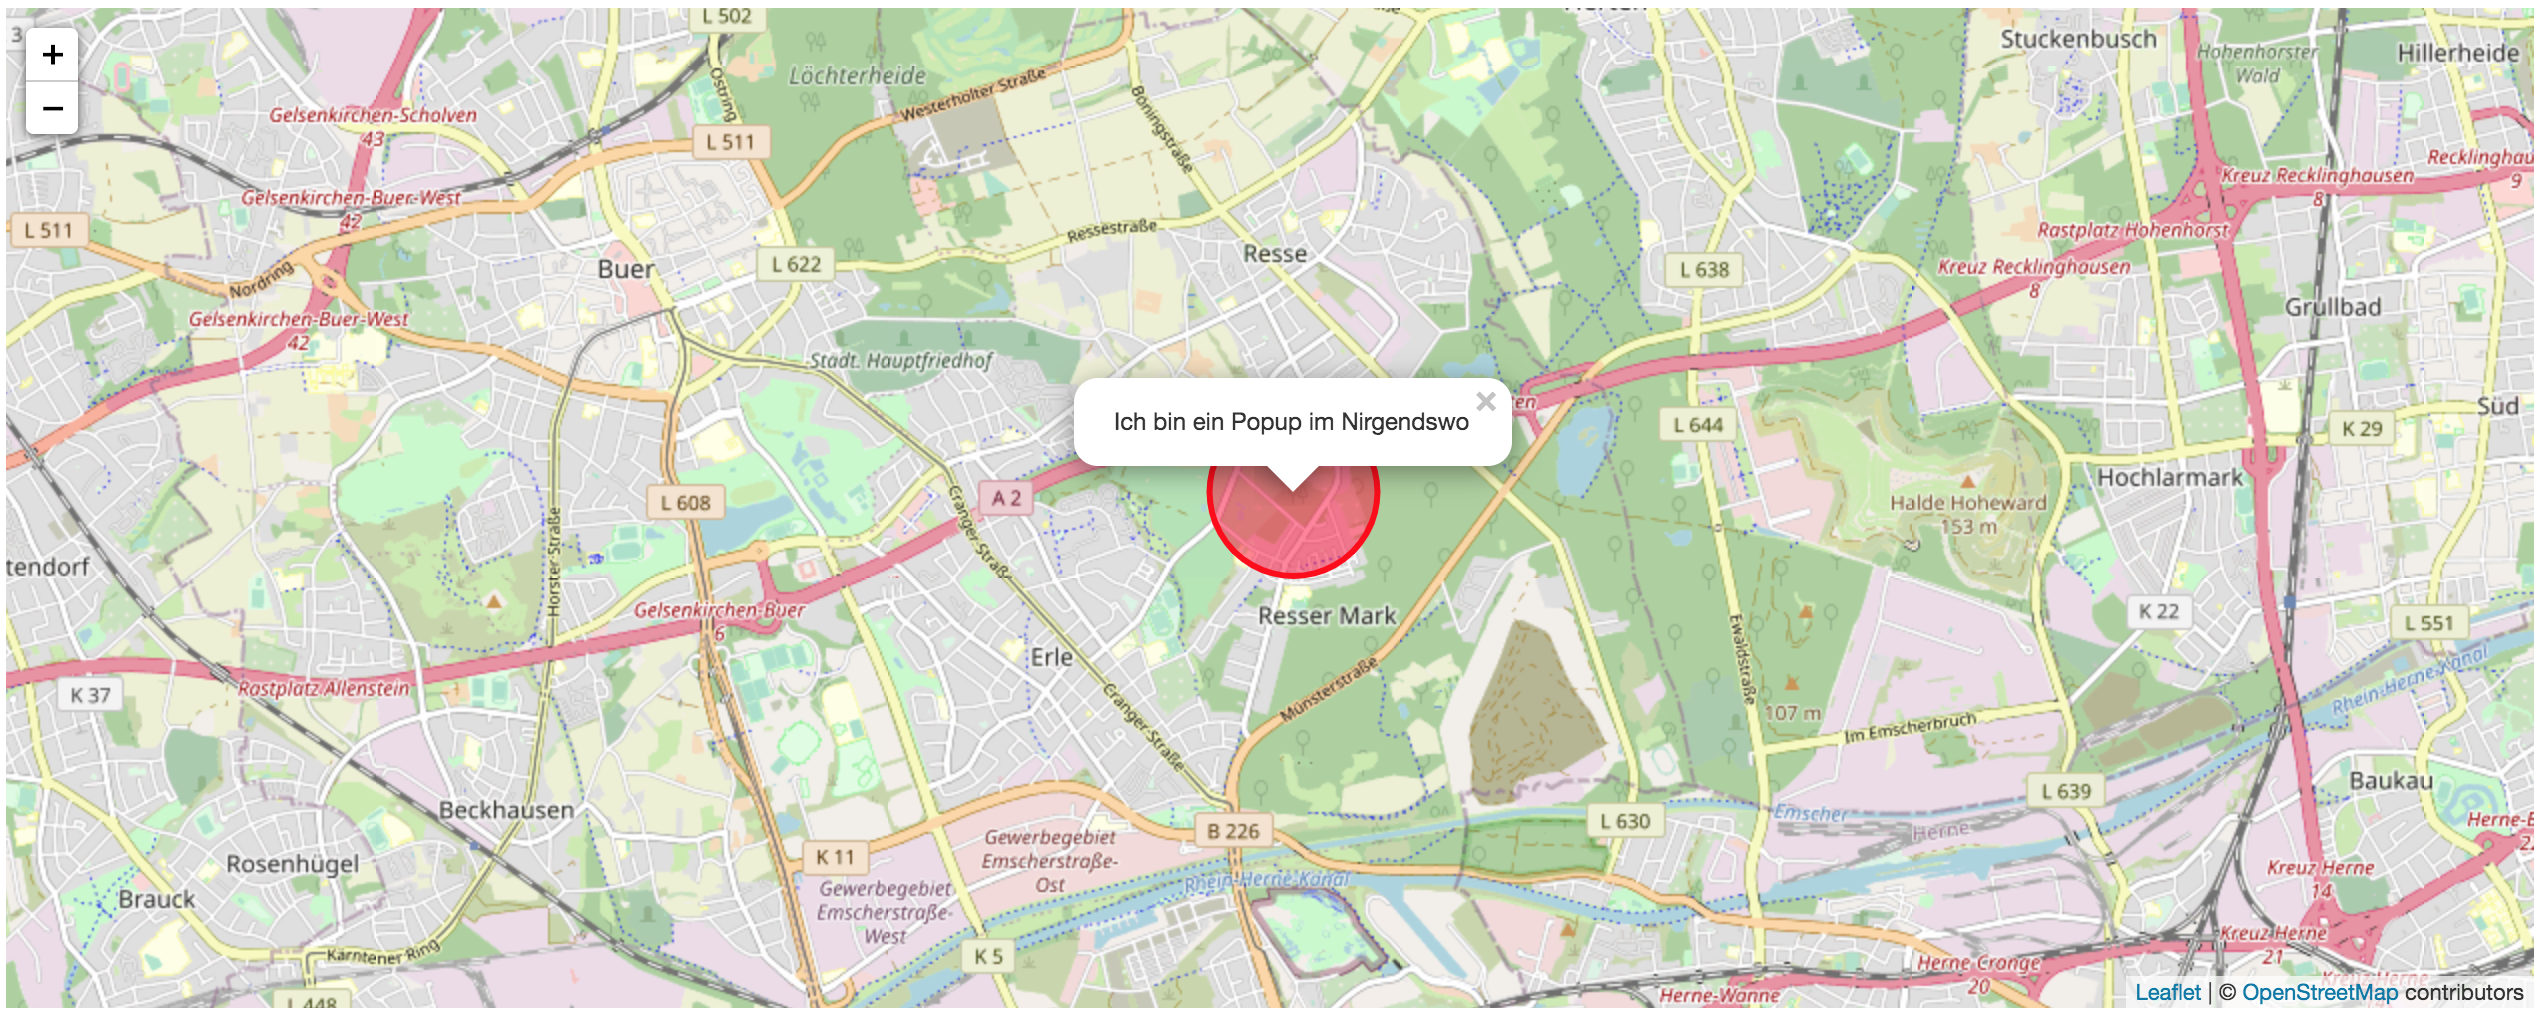 L 502
Stuckenbusch
Hohenhorster
Wald
Hillerheide
3
+
−
Löchterheide
Westerholter Straße
Ostring
Böningstraße
Gelsenkirchen-Scholven
43
L 511
Kreuz Recklinghausen
8
9
Gelsenkirchen-Buer-West
42
L 511
Ressestraße
Rastplatz Hohenhorst
Resse
Buer
L 622
L 638
Kreuz Recklinghausen
8
Nordring
Grullbad
Gelsenkirchen-Buer-West
42
Städt. Hauptfriedhof
Ich bin ein Popup im Nirgendswo
×
Süd
L 644
K 29
Hochlarmark
L 608
A 2
Halde Hoheward
153 m
Horster Straße
Cranger Straße
tendorf
Gelsenkirchen-Buer
6
Resser Mark
K 22
L 551
Ewaldstraße
Erle
Rastplatz Allenstein
K 37
Münsterstraße
Cranger Straße
107 m
Im Emscherbruch
Rhein-Herne-Kanal
Baukau
L 639
Beckhausen
Emscher
Herne
L 630
B 226
Gewerbegebiet
Emscherstraße-
Ost
K 11
Rosenhügel
Brauck
Rhein-Herne-Kanal
Gewerbegebiet
Emscherstraße-
West
Kreuz Herne
14
Kärntener Ring
K 5
Kreuz Herne
21
Herne Crange
20
Herne-Wanne
Kreuz Herne
L 448
Leaflet | © OpenStreetMap contributors